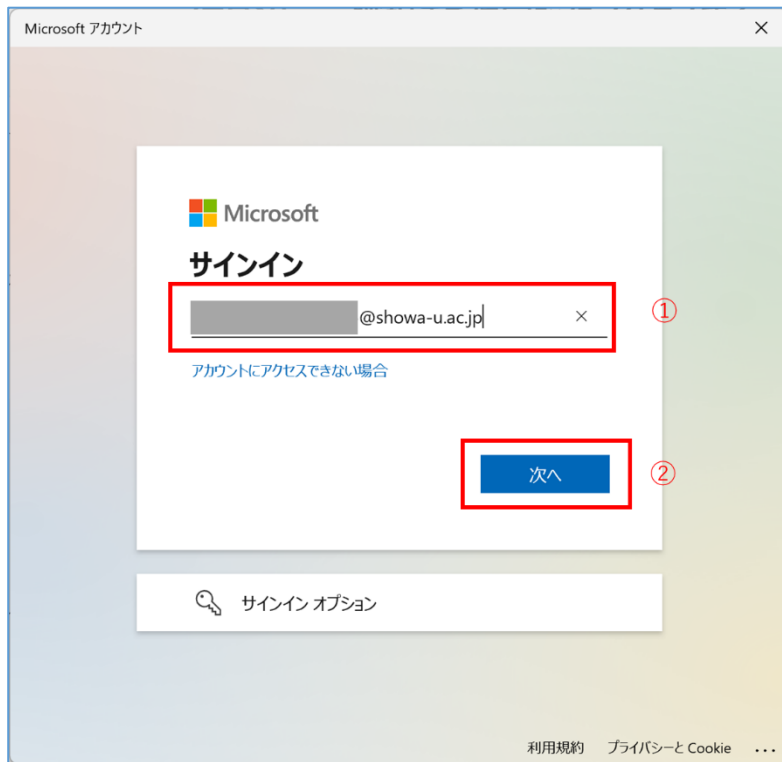 Microsoft アカウント
Microsoft
サインイン
@showa-u.ac.jp
①
アカウントにアクセスできない場合
次へ
②
サインイン オプション
利用規約 プライバシーと Cookie ...